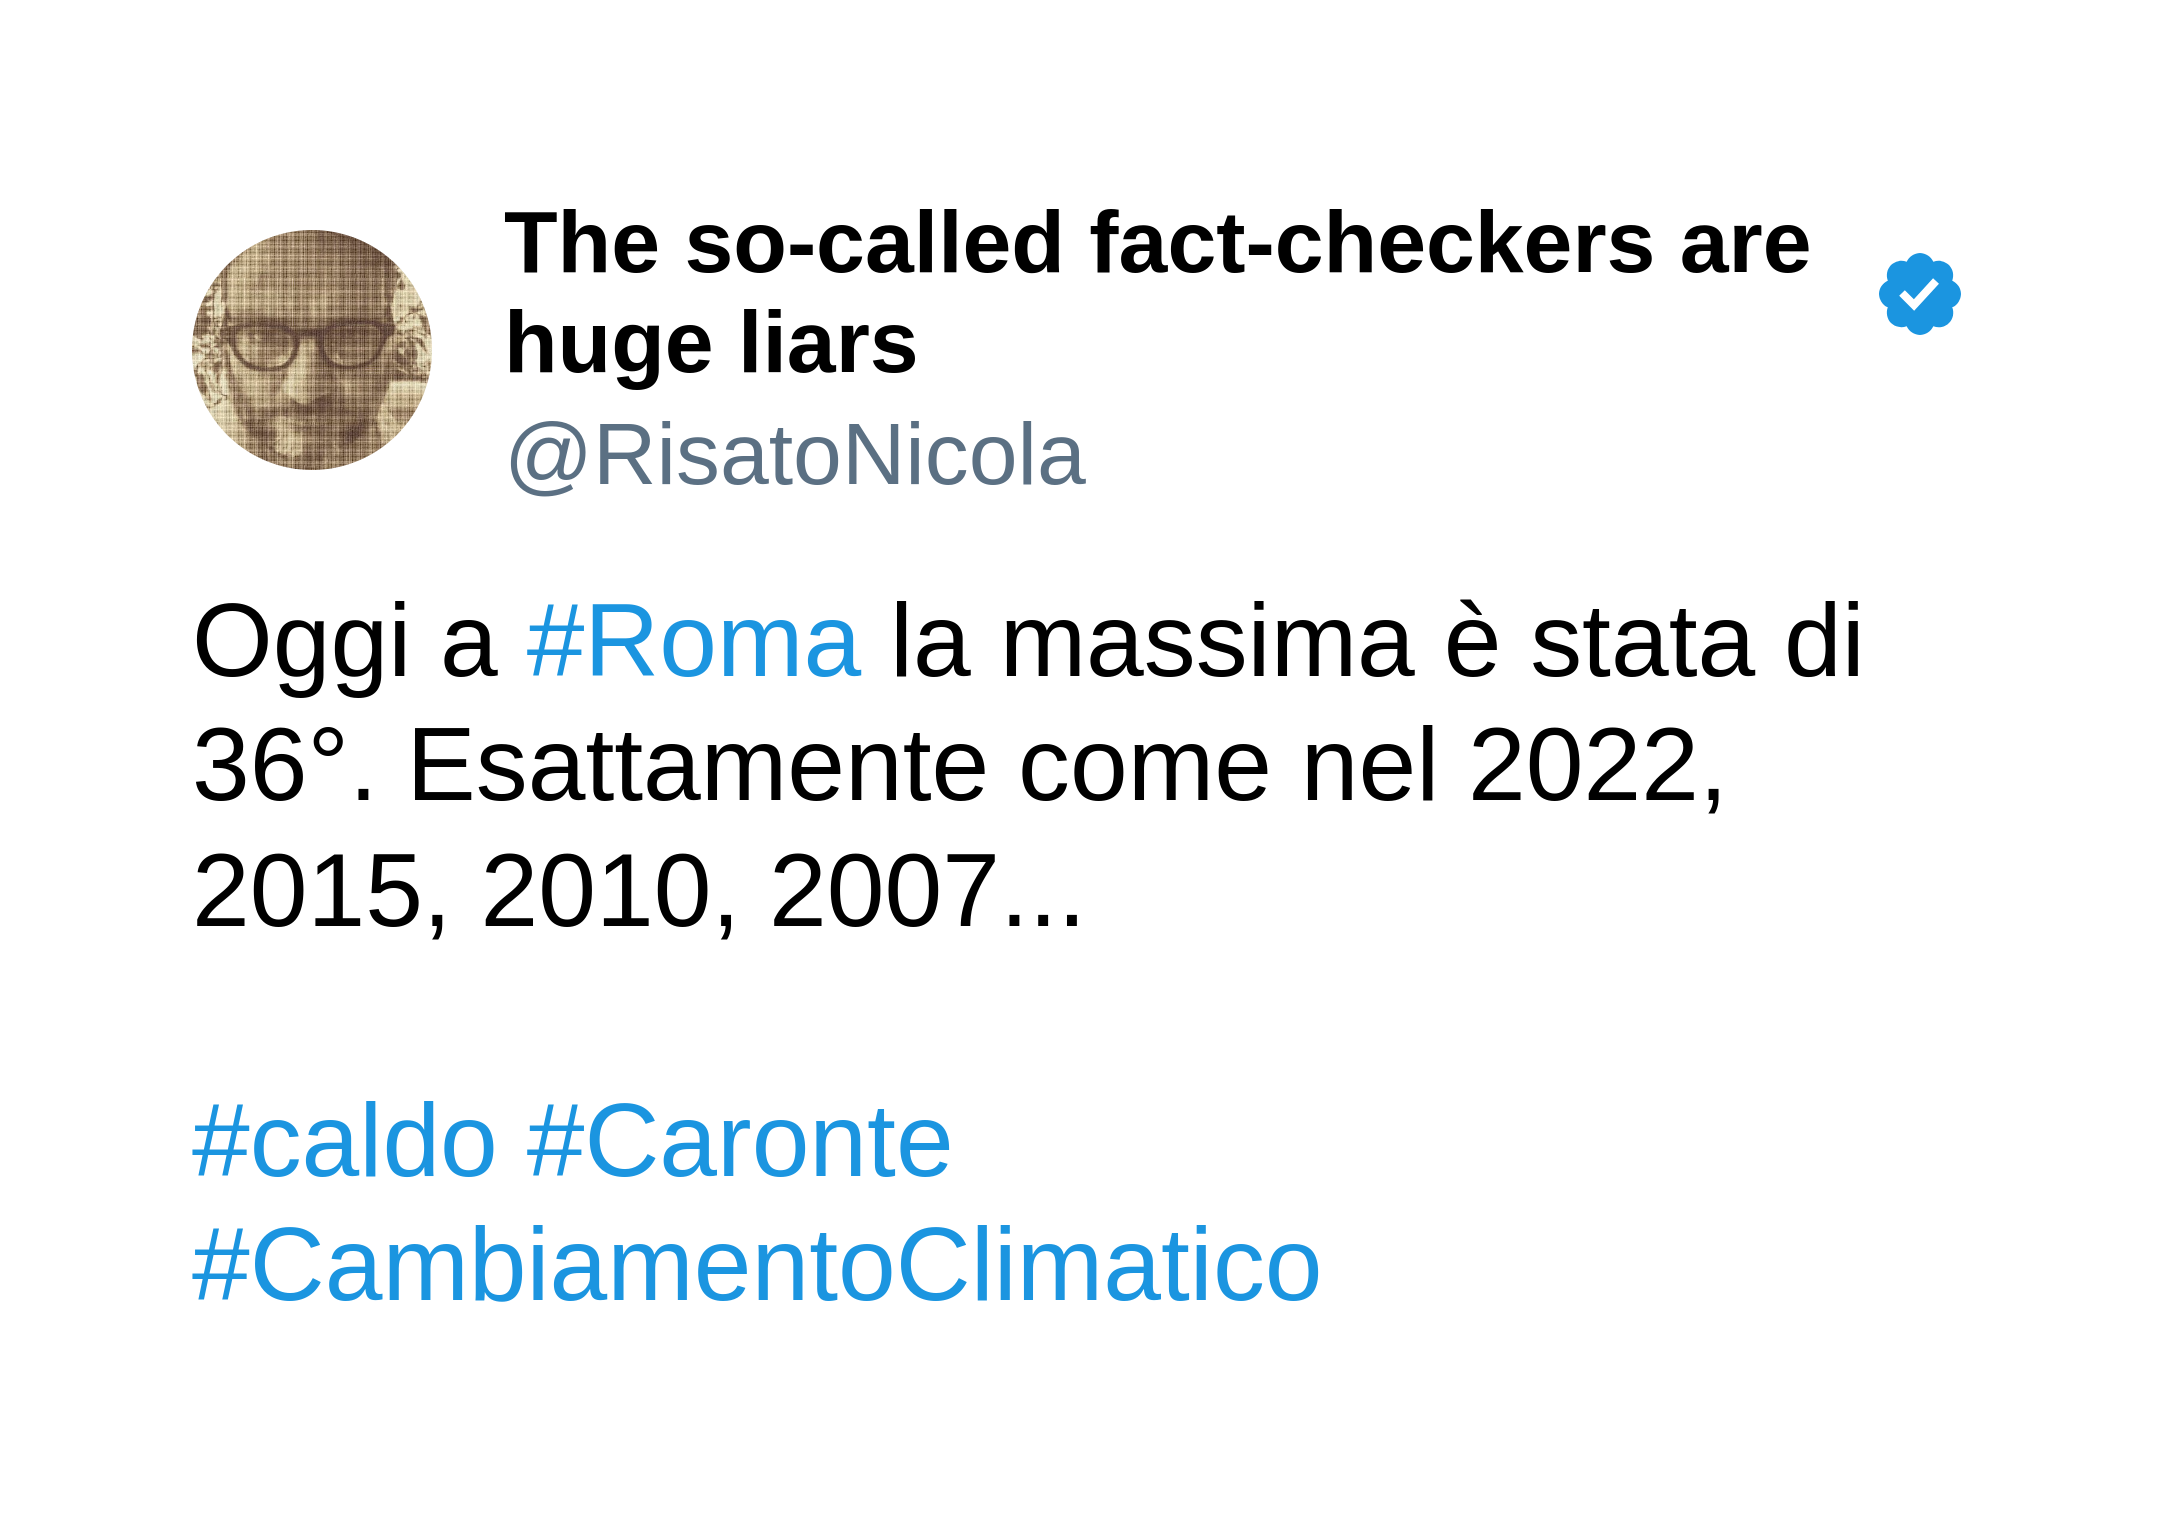 The so-called fact-checkers are
huge liars
@RisatoNicola
Oggi a #Roma la massima è stata di
36°. Esattamente come nel 2022,
2015, 2010, 2007...
#caldo #Caronte
#CambiamentoClimatico